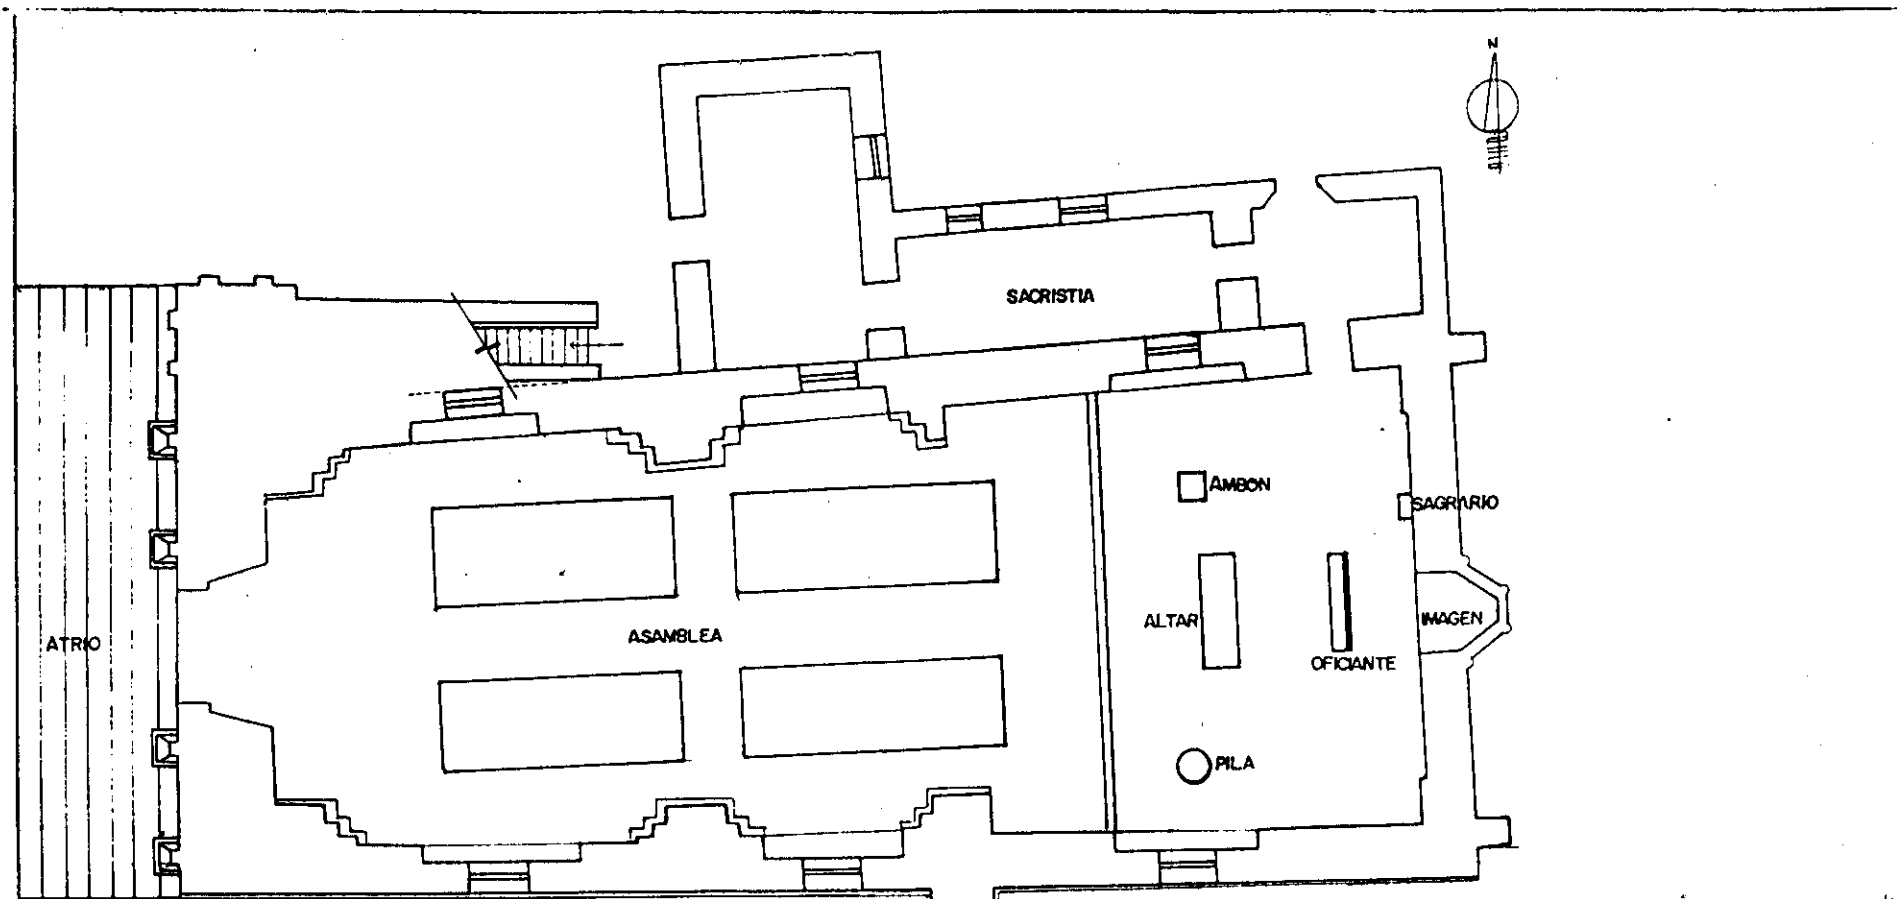 N
SACRISTIA
AMBON
SAGRARIO
ALTAR
IMAGEN
ASAMBLEA
ATRIO
OFICIANTE
PILA